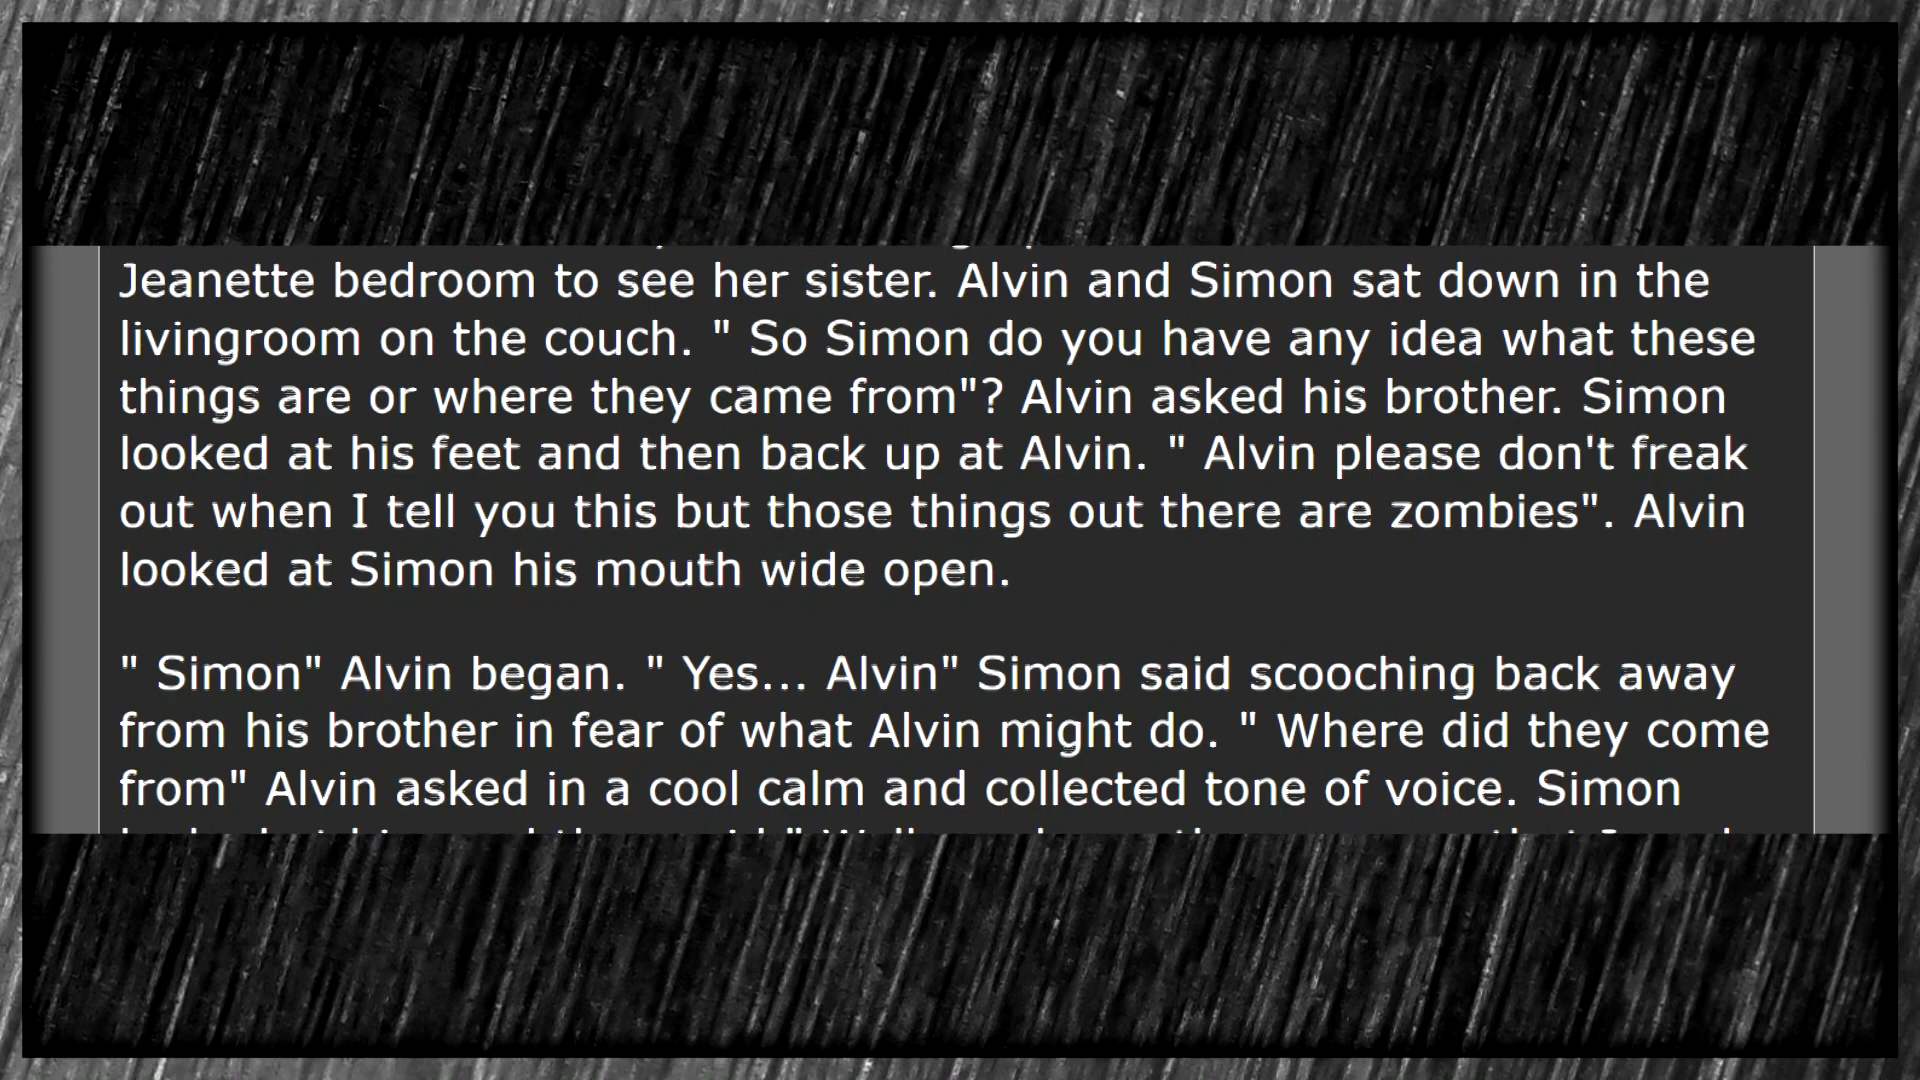 Jeanette bedroom to see her sister. Alvin and Simon sat down in the
livingroom on the couch. " So Simon do you have any idea what these
things are or where they came from"? Alvin asked his brother. Simon
looked at his feet and then back up at Alvin. " Alvin please don't freak
out when I tell you this but those things out there are zombies". Alvin
looked at Simon his mouth wide open.
" Simon" Alvin began. " Yes... Alvin" Simon said scooching back away
from his brother in fear of what Alvin might do. " Where did they come
from" Alvin asked in a cool calm and collected tone of voice. Simon